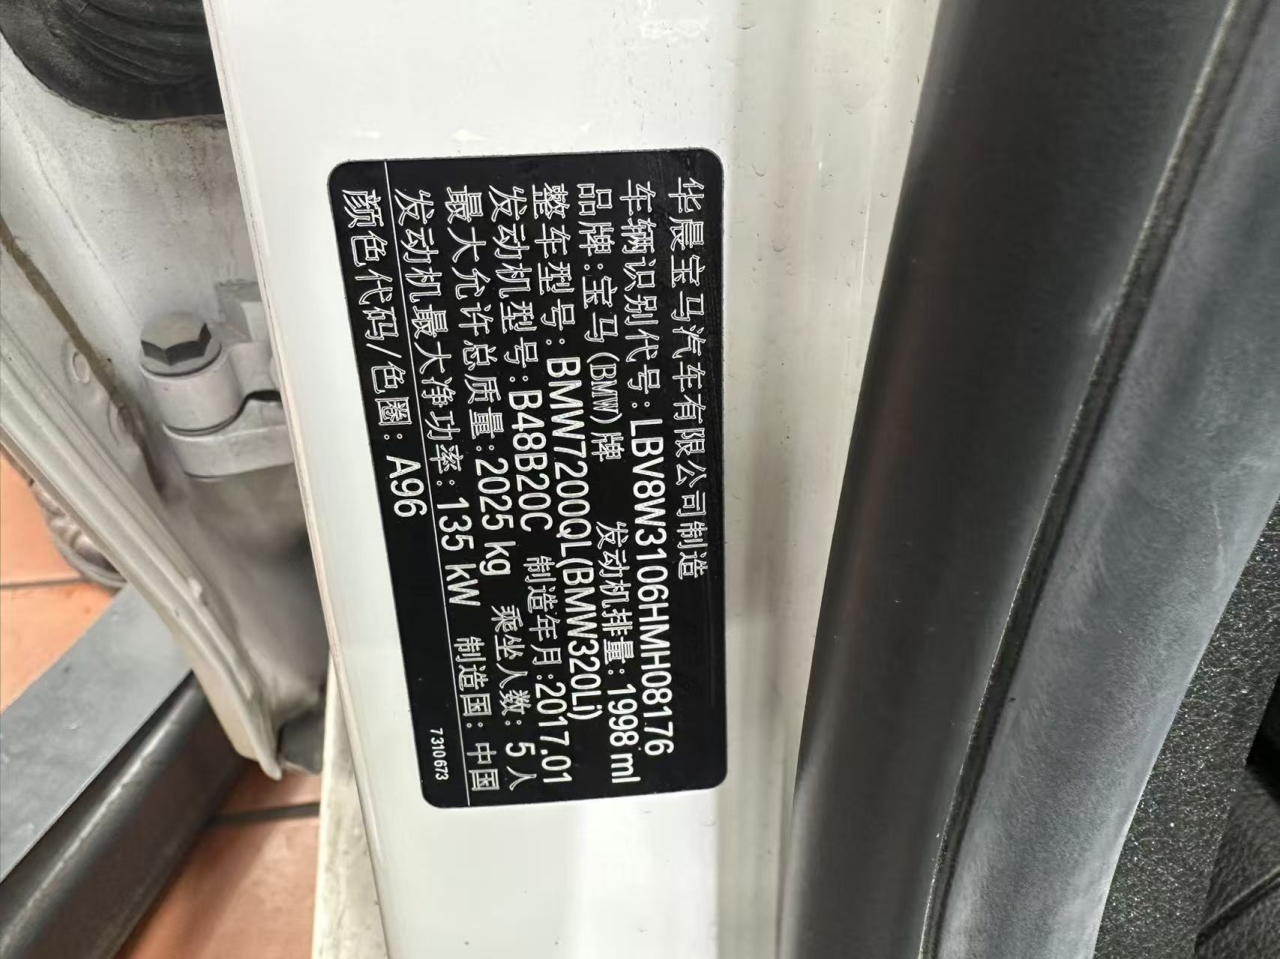 华晨宝马汽车有限公司制造
车辆识别代号:LBV8W3106HMH08176
品牌:宝马(BMW)牌 发动机排量:1998 ml
整车型号:BMW7200QL(BMW320Li)
发动机型号:B48B20C 制造年月:2017.01
最大允许总质量:2025 kg 乘坐人数:5人
发动机最大净功率:135 kW 制造国:中国
颜色代码/色圈:A96 7310673